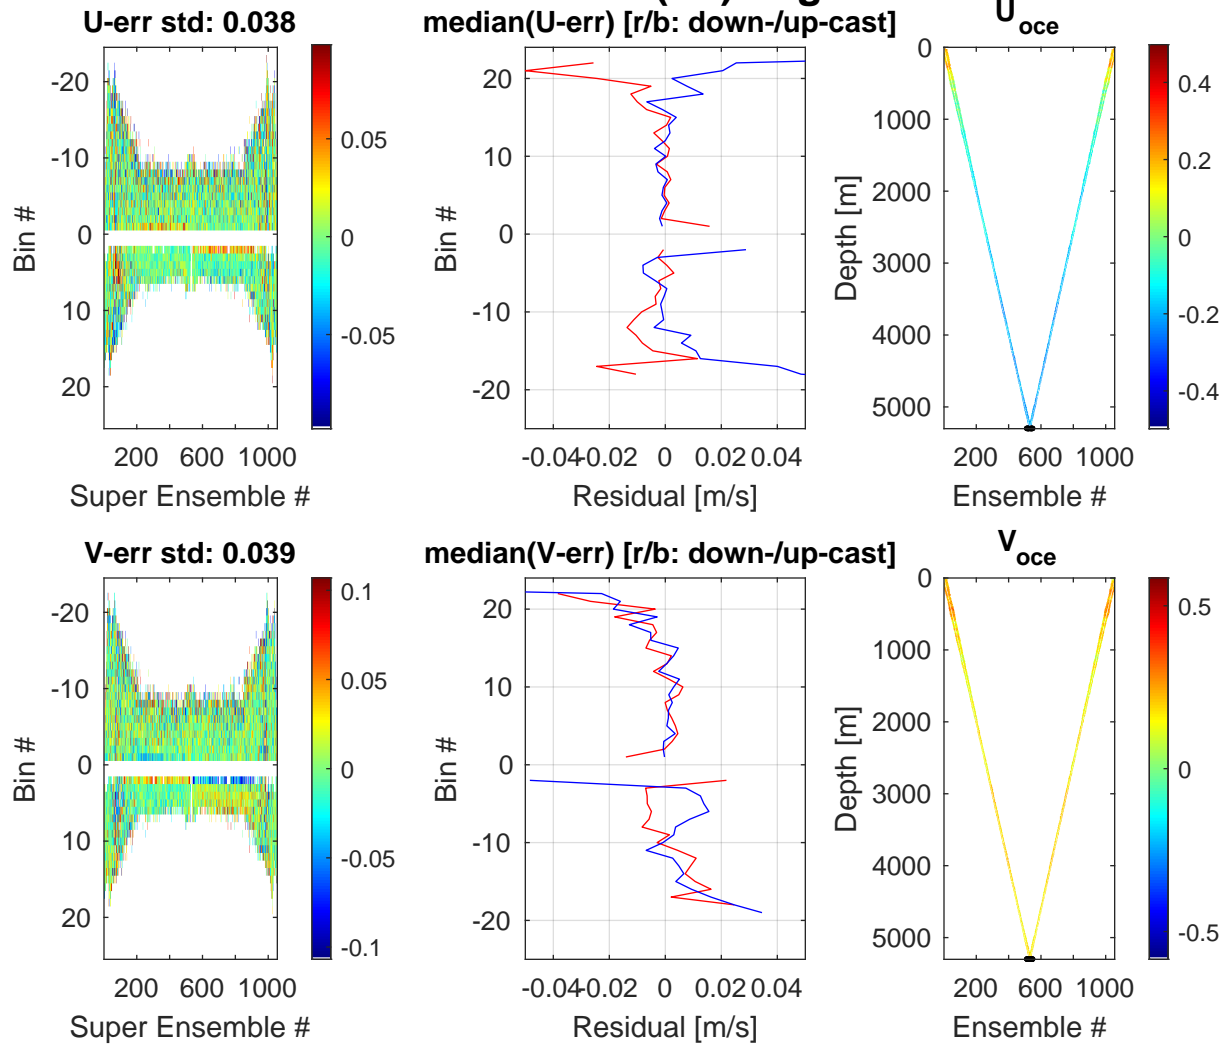 U-err std: 0.038
-20
-10
0
10
20
Bin #
200 600 1000
Super Ensemble #
0.05
0
-0.05
median(U-err) [r/b: down-/up-cast]
20
10
0
-10
-20
Bin #
-0.04 -0.02 0 0.02 0.04
Residual [m/s]
U_oce
0
1000
2000
3000
4000
5000
Depth [m]
0 600 1000
Ensemble #
0.4
0.2
0
-0.2
-0.4
V-err std: 0.039
-20
-10
0
10
20
Bin #
200 600 1000
Super Ensemble #
0.1
0.05
0
-0.05
-0.1
median(V-err) [r/b: down-/up-cast]
20
10
0
-10
-20
Bin #
-0.04 -0.02 0 0.02 0.04
Residual [m/s]
V_oce
0
1000
2000
3000
4000
5000
Depth [m]
0 500 1000
Ensemble #
0.5
0
-0.5